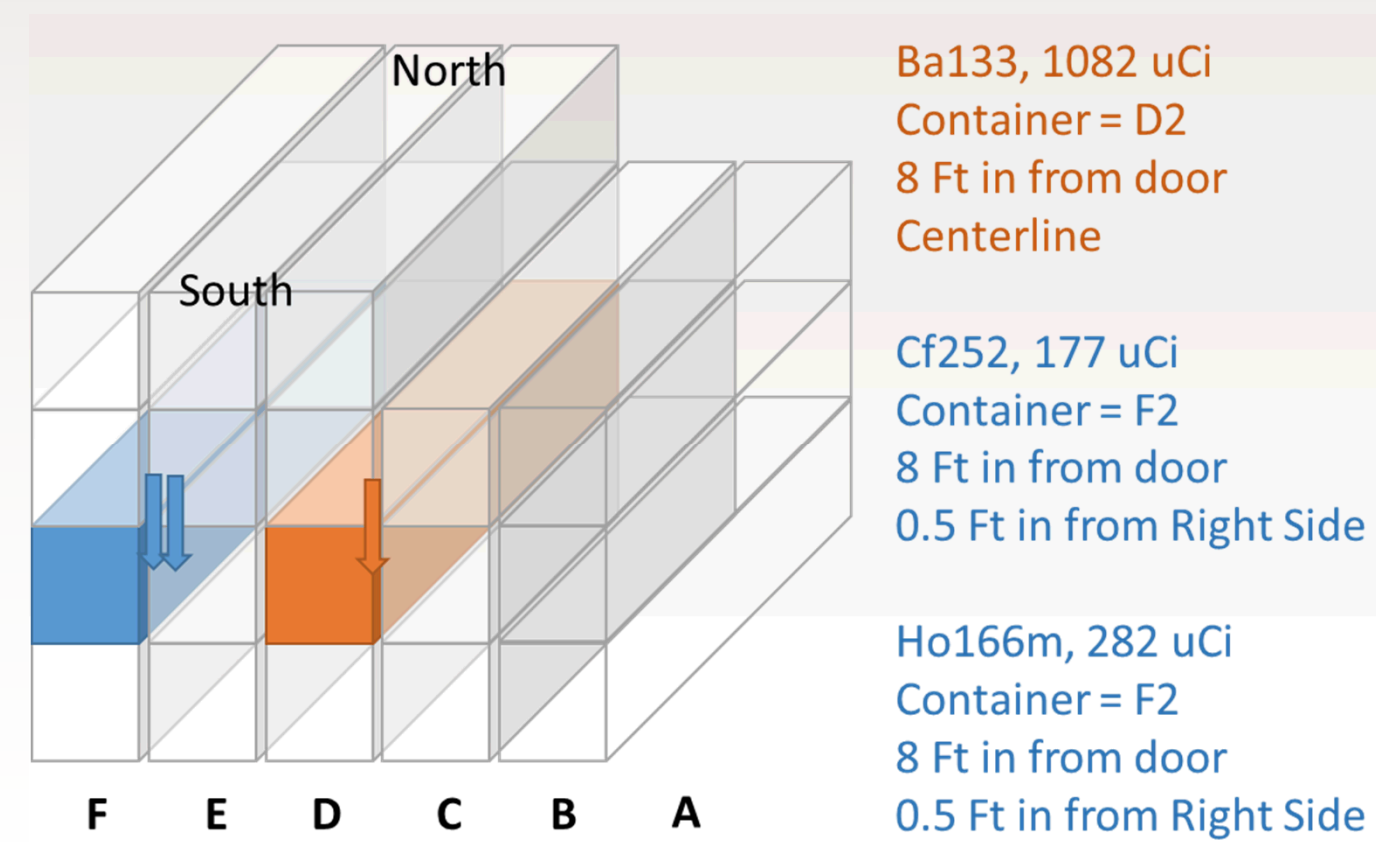 North
South
Ba133, 1082 uCi
Container = D2
8 Ft in from door
Centerline
Cf252, 177 uCi
Container = F2
8 Ft in from door
0.5 Ft in from Right Side
Ho166m, 282 uCi
Container = F2
8 Ft in from door
0.5 Ft in from Right Side
F E D C B A